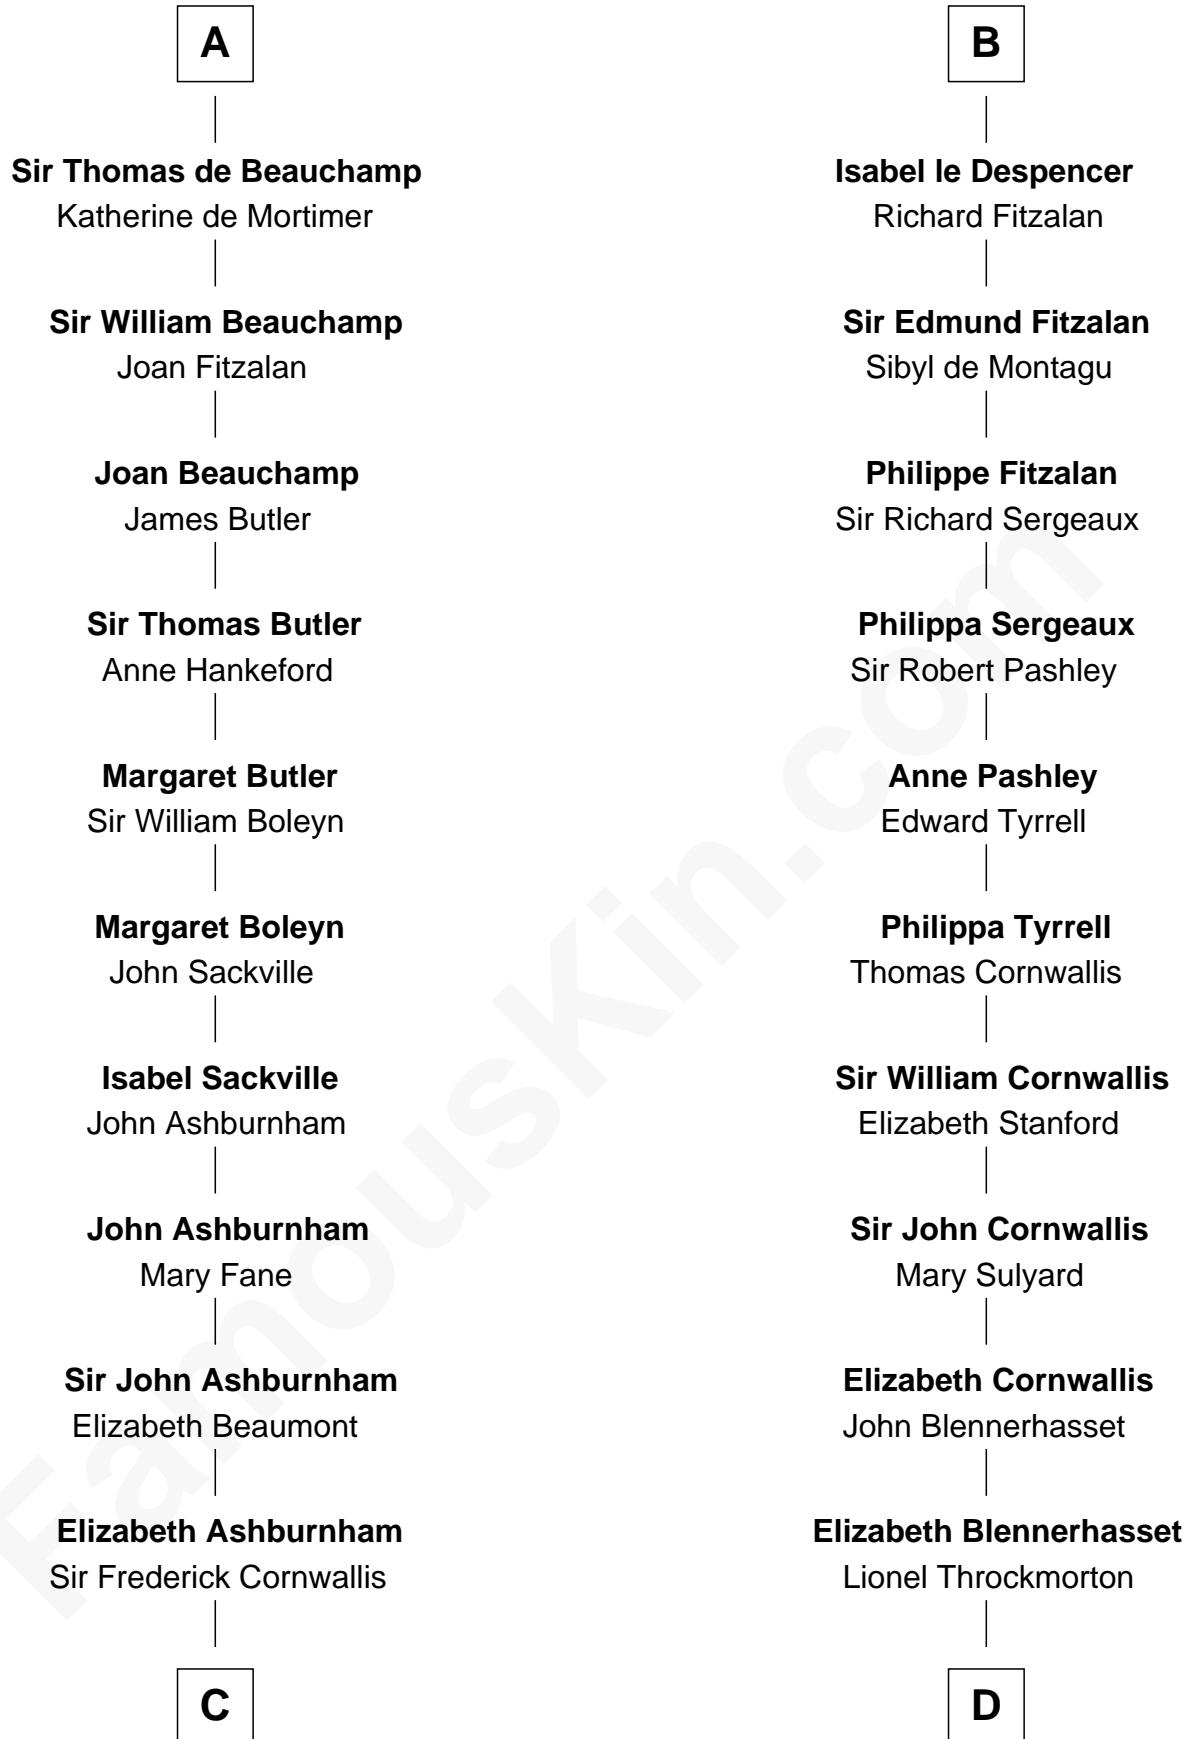 A
Sir Thomas de Beauchamp
Katherine de Mortimer
Sir William Beauchamp
Joan Fitzalan
Joan Beauchamp
James Butler
Sir Thomas Butler
Anne Hankeford
Margaret Butler
Sir William Boleyn
Margaret Boleyn
John Sackville
Isabel Sackville
John Ashburnham
John Ashburnham
Mary Fane
Sir John Ashburnham
Elizabeth Beaumont
Elizabeth Ashburnham
Sir Frederick Cornwallis
C
B
Isabel le Despencer
Richard Fitzalan
Sir Edmund Fitzalan
Sibyl de Montagu
Philippe Fitzalan
Sir Richard Sergeaux
Philippa Sergeaux
Sir Robert Pashley
Anne Pashley
Edward Tyrrell
Philippa Tyrrell
Thomas Cornwallis
Sir William Cornwallis
Elizabeth Stanford
Sir John Cornwallis
Mary Sulyard
Elizabeth Cornwallis
John Blennerhasset
Elizabeth Blennerhasset
Lionel Throckmorton
D
FamousKin.com